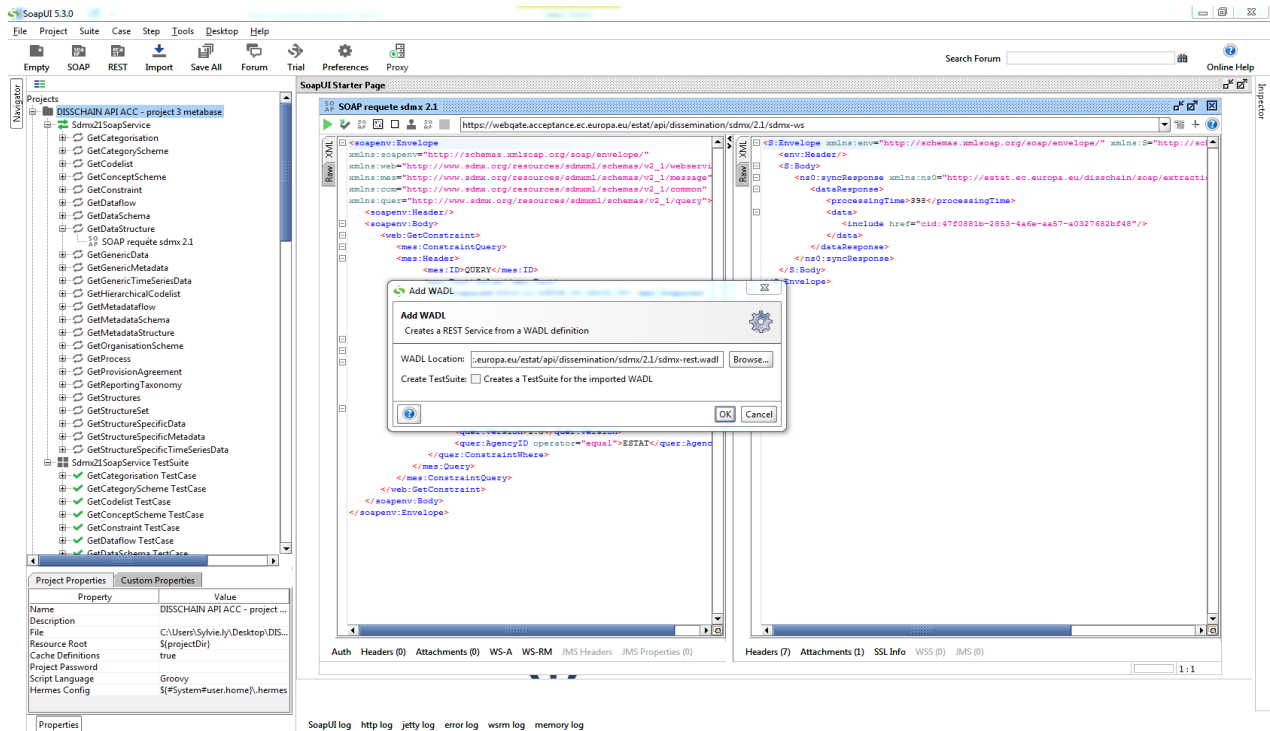 SoapUI 5.3.0
File Project Suite Case Step Tools Desktop Help
Empty SOAP REST Import Save All Forum Trial Preferences Proxy
Search Forum
Online Help
Navigator
Projects
DISSCHAIN API ACC - project 3 metabase
Sdmx21SoapService
GetCategorisation
GetCategoryScheme
GetCodelist
GetConceptScheme
GetConstraint
GetDataflow
GetDataSchema
GetDataStructure
SOAP requête sdmx 2.1
GetGenericData
GetGenericMetadata
GetGenericTimeSeriesData
GetHierarchicalCodelist
GetMetadataflow
GetMetadataSchema
GetMetadataStructure
GetOrganisationScheme
GetProcess
GetProvisionAgreement
GetReportingTaxonomy
GetStructures
GetStructureSet
GetStructureSpecificData
GetStructureSpecificMetadata
GetStructureSpecificTimeSeriesData
Sdmx21SoapService TestSuite
GetCategorisation TestCase
GetCategoryScheme TestCase
GetCodelist TestCase
GetConceptScheme TestCase
GetConstraint TestCase
GetDataflow TestCase
GetDataSchema TestCase
Project Properties Custom Properties
Property Value
Name DISSCHAIN API ACC - project ...
Description
File C:\Users\Sylvie.ly\Desktop\DIS...
Resource Root ${projectDir}
Cache Definitions true
Project Password
Script Language Groovy
Hermes Config ${#System#user.home}\.hermes
Properties
SoapUI Starter Page
SOAP requete sdmx 2.1
https://webgate.acceptance.ec.europa.eu/estat/api/dissemination/sdmx/2.1/sdmx-ws
XML
Raw
<soapenv:Envelope
xmlns:soapenv="http://schemas.xmlsoap.org/soap/envelope/"
xmlns:web="http://www.sdmx.org/resources/sdmxml/schemas/v2_1/webservi
xmlns:mes="http://www.sdmx.org/resources/sdmxml/schemas/v2_1/message"
xmlns:com="http://www.sdmx.org/resources/sdmxml/schemas/v2_1/common"
xmlns:quer="http://www.sdmx.org/resources/sdmxml/schemas/v2_1/query">
<soapenv:Header/>
<soapenv:Body>
<web:GetConstraint>
<mes:ConstraintQuery>
<mes:Header>
<mes:ID>QUERY</mes:ID>
<quer:AgencyID operator="equal">ESTAT</quer:Agenc
</quer:ConstraintWhere>
</mes:Query>
</mes:ConstraintQuery>
</web:GetConstraint>
</soapenv:Body>
</soapenv:Envelope>
XML
Raw
<S:Envelope xmlns:env="http://schemas.xmlsoap.org/soap/envelope/" xmlns:S="http://sch
<env:Header/>
<S:Body>
<ns0:syncResponse xmlns:ns0="http://estat.ec.europa.eu/disschain/soap/extracti
<dataResponse>
<processingTime>398</processingTime>
<data>
<include href="cid:47f0881b-2853-4a6e-aa57-a0327682bf48"/>
</data>
</dataResponse>
</ns0:syncResponse>
</S:Body>
Envelope>
Add WADL
Add WADL
Creates a REST Service from a WADL definition
WADL Location: :.europa.eu/estat/api/dissemination/sdmx/2.1/sdmx-rest.wadl Browse...
Create TestSuite: Creates a TestSuite for the imported WADL
OK Cancel
Auth Headers (0) Attachments (0) WS-A WS-RM JMS Headers JMS Properties (0)
Headers (7) Attachments (1) SSL Info WSS (0) JMS (0)
1:1
SoapUI log http log jetty log error log wsrm log memory log
Inspector